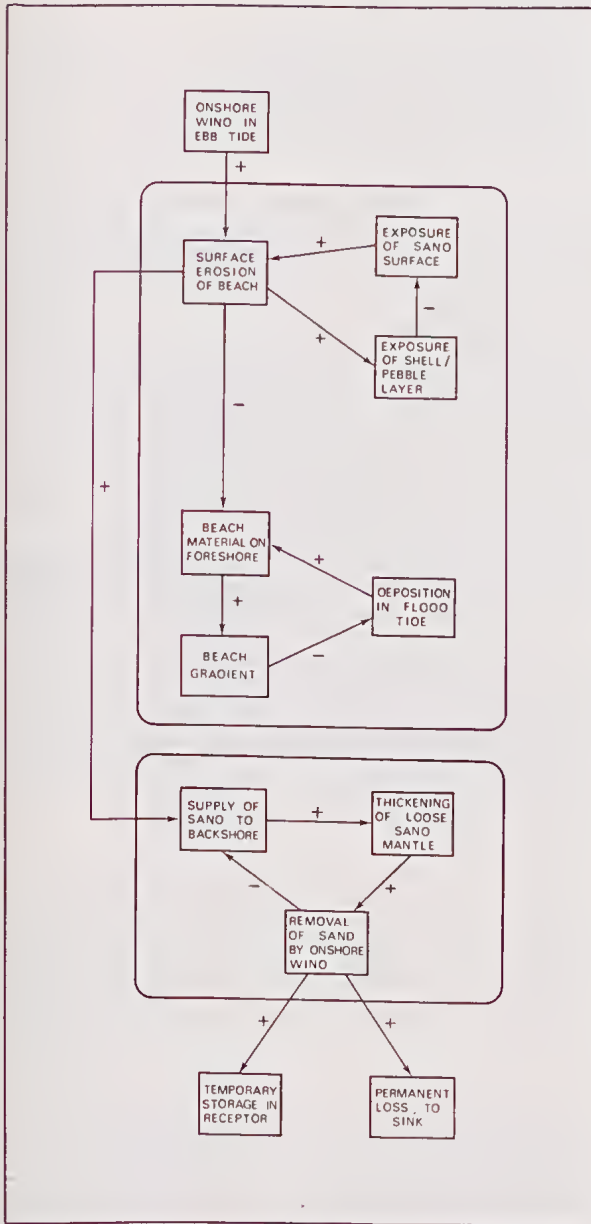 ONSHORE
WINO IN
EBB TIDE
+
SURFACE
EROSION
OF BEACH
+
EXPOSURE
OF SANO
SURFACE
−
+
EXPOSURE
OF SHELL/
PEBBLE
LAYER
−
+
BEACH
MATERIAL ON
FORESHORE
+
+
OEPOSITION
IN FLOOO
TIOE
−
BEACH
GRADIENT
SUPPLY OF
SANO TO
BACKSHORE
+
THICKENING
OF LOOSE
SANO
MANTLE
−
+
REMOVAL
OF SAND
BY ONSHORE
WINO
+
+
TEMPORARY
STORAGE IN
RECEPTOR
PERMANENT
LOSS, TO
SINK